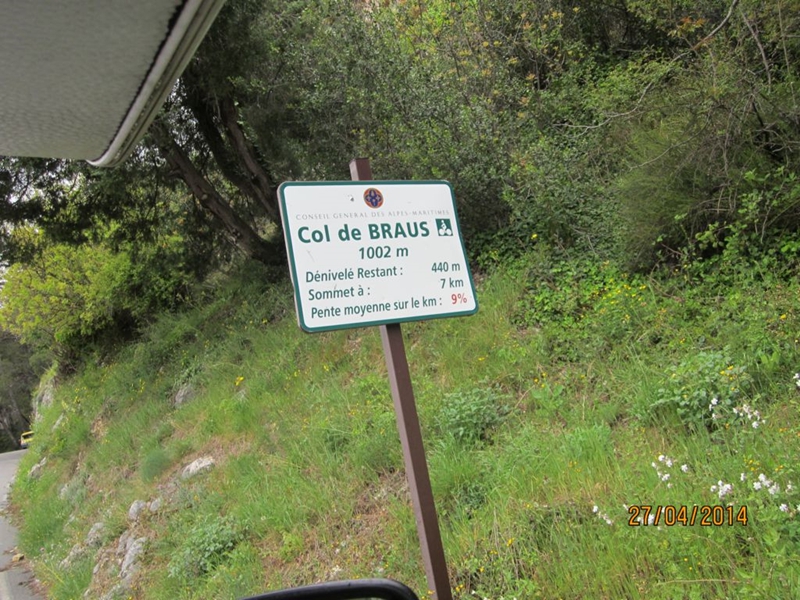 CONSEIL GENERAL DES ALPES-MARITIMES
Col de BRAUS
1002 m
Dénivelé Restant : 440 m
Sommet à : 7 km
Pente moyenne sur le km : 9%
27/04/2014